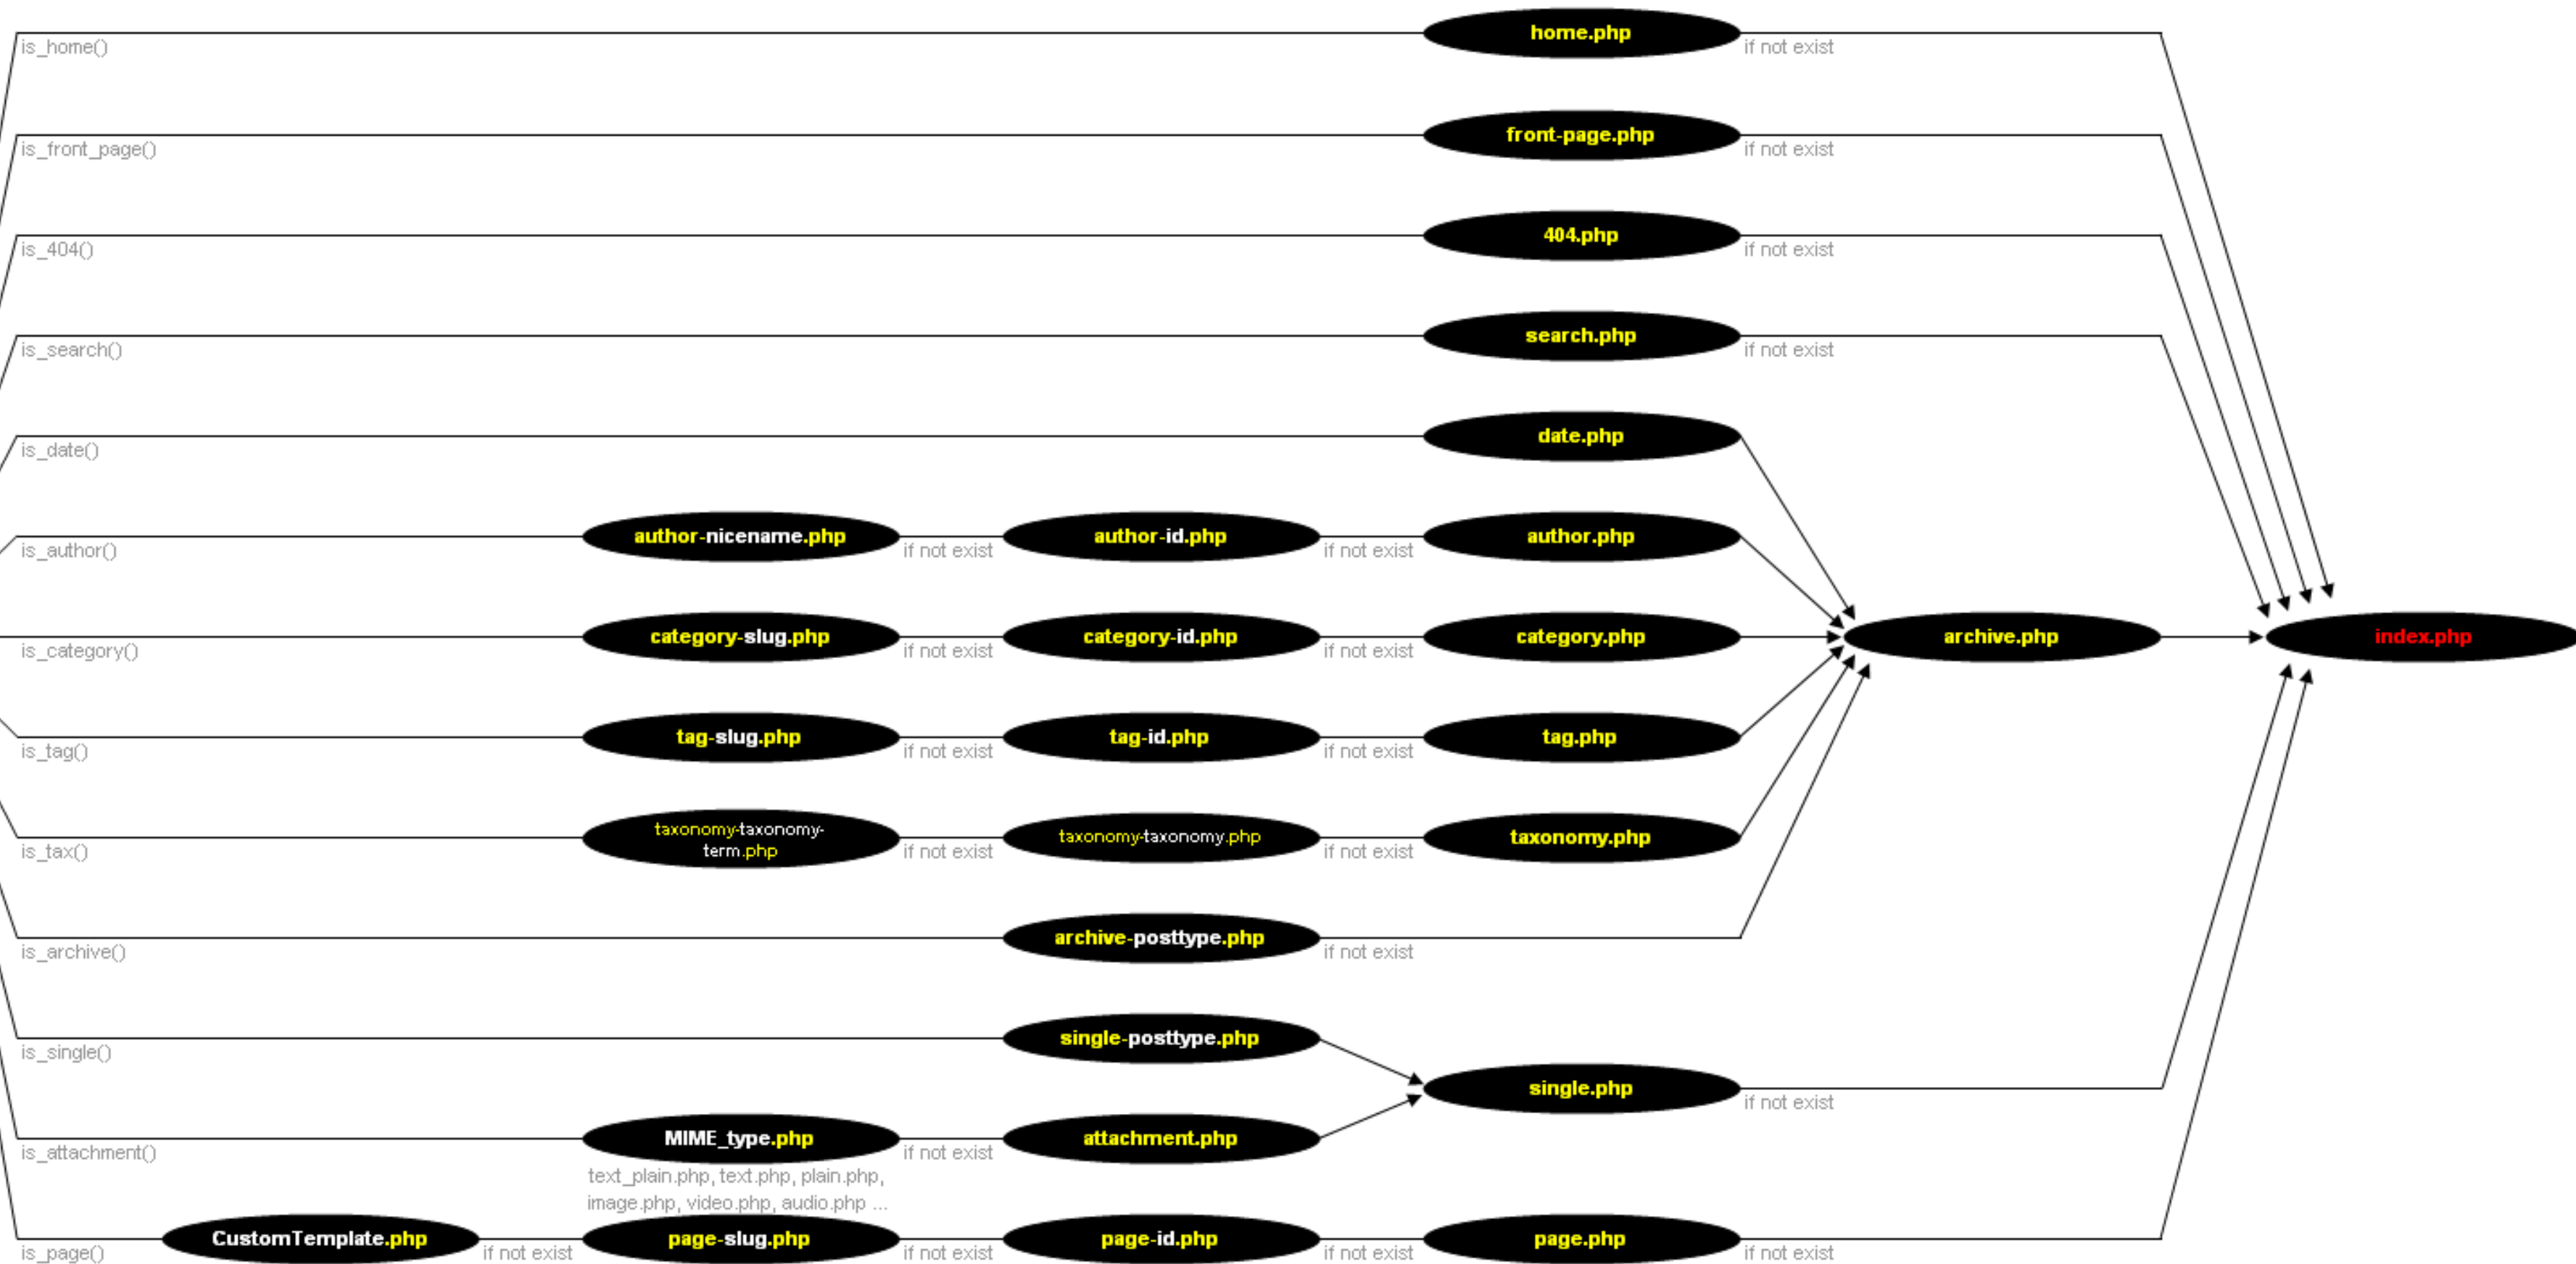 home.php
is_home()
if not exist
front-page.php
is_front_page()
if not exist
404.php
is_404()
if not exist
search.php
is_search()
if not exist
date.php
is_date()
author-nicename.php
author-id.php
author.php
is_author()
if not exist
if not exist
category-slug.php
category-id.php
category.php
archive.php
index.php
is_category()
if not exist
if not exist
tag-slug.php
tag-id.php
tag.php
is_tag()
if not exist
if not exist
taxonomy-taxonomy-
term.php
taxonomy-taxonomy.php
taxonomy.php
is_tax()
if not exist
if not exist
archive-posttype.php
is_archive()
if not exist
single-posttype.php
is_single()
single.php
if not exist
MIME_type.php
attachment.php
is_attachment()
if not exist
text_plain.php, text.php, plain.php,
image.php, video.php, audio.php ...
CustomTemplate.php
page-slug.php
page-id.php
page.php
is_page()
if not exist
if not exist
if not exist
if not exist